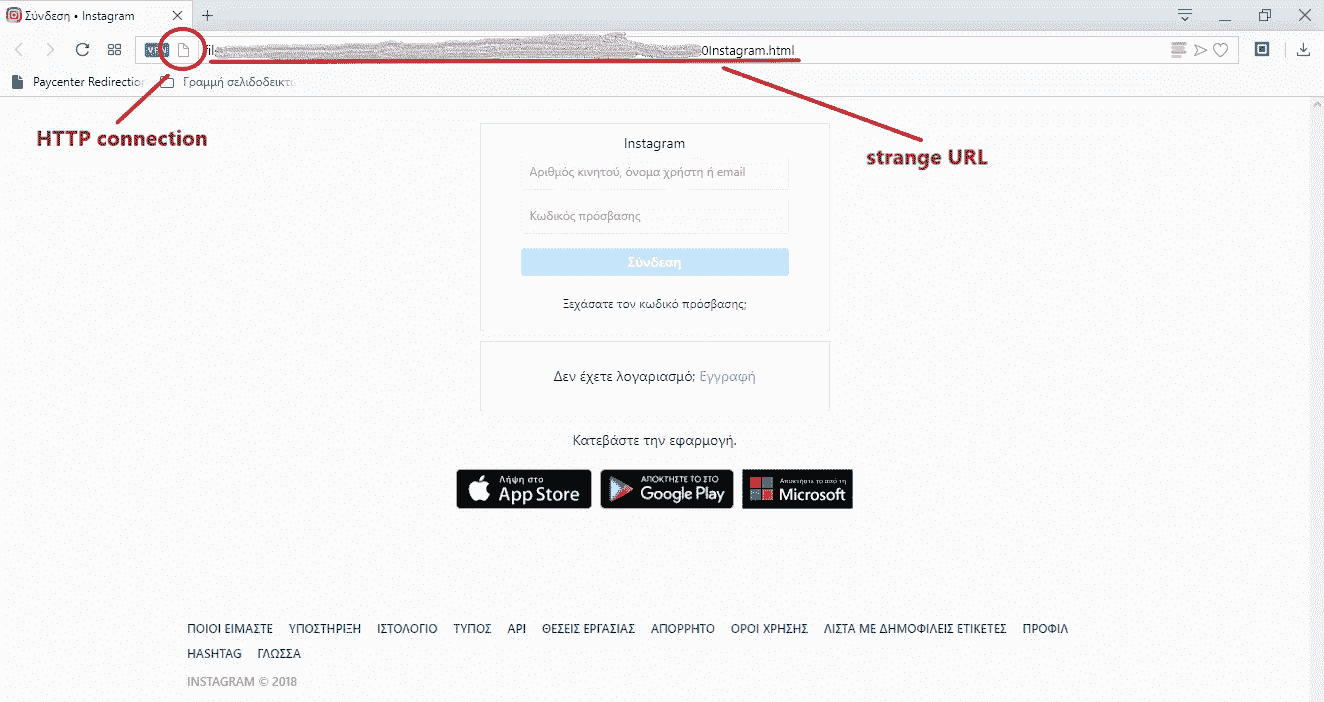 Σύνδεση • Instagram
VPN
0Instagram.html
Paycenter Redirection
Γραμμή σελιδοδεικτ
HTTP connection
strange URL
Instagram
Αριθμός κινητού, όνομα χρήστη ή email
Κωδικός πρόσβασης
Σύνδεση
Ξεχάσατε τον κωδικό πρόσβασης;
Δεν έχετε λογαριασμό; Εγγραφή
Κατεβάστε την εφαρμογή.
Λήψη στο
App Store
ΑΠΟΚΤΗΣΤΕ ΤΟ ΣΤΟ
Google Play
Αποκτήστε το από τη
Microsoft
ΠΟΙΟΙ ΕΙΜΑΣΤΕ ΥΠΟΣΤΗΡΙΞΗ ΙΣΤΟΛΟΓΙΟ ΤΥΠΟΣ API ΘΕΣΕΙΣ ΕΡΓΑΣΙΑΣ ΑΠΟΡΡΗΤΟ ΟΡΟΙ ΧΡΗΣΗΣ ΛΙΣΤΑ ΜΕ ΔΗΜΟΦΙΛΕΙΣ ΕΤΙΚΕΤΕΣ ΠΡΟΦΙΛ
HASHTAG ΓΛΩΣΣΑ
INSTAGRAM © 2018